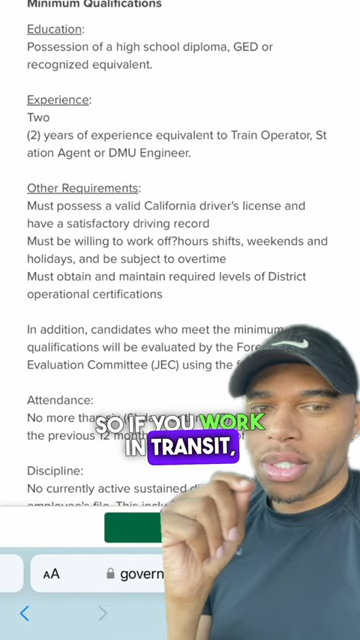 Minimum Qualifications
Education:
Possession of a high school diploma, GED or
recognized equivalent.
Experience:
Two
(2) years of experience equivalent to Train Operator, St
ation Agent or DMU Engineer.
Other Requirements:
Must possess a valid California driver's license and
have a satisfactory driving record
Must be willing to work off?hours shifts, weekends and
holidays, and be subject to overtime
Must obtain and maintain required levels of District
operational certifications
In addition, candidates who meet the minimum
qualifications will be evaluated by the
Evaluation Committee (JEC) using the
Attendance:
No more
the previous 12
SO IF YOU WORK
IN TRANSIT,
Discipline:
No currently active sustained
employee's file. This
AA govern